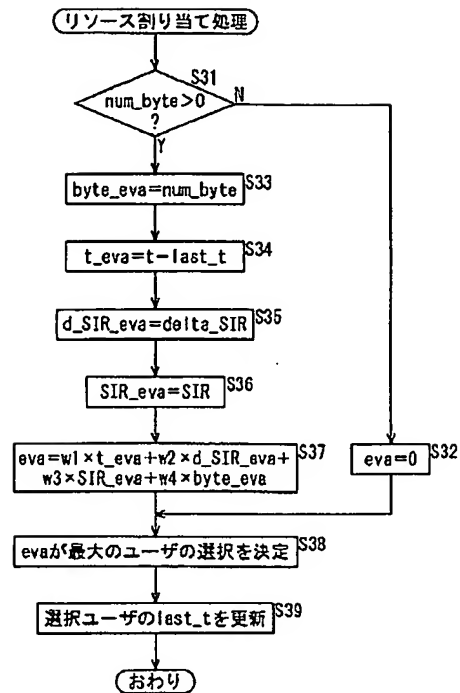 リソース割り当て処理
S31
num_byte>0
?
N
Y
byte_eva=num_byte
S33
t_eva=t−last_t
S34
d_SIR_eva=delta_SIR
S35
SIR_eva=SIR
S36
eva=w1×t_eva+w2×d_SIR_eva+
w3×SIR_eva+w4×byte_eva
S37
eva=0
S32
evaが最大のユーザの選択を決定
S38
選択ユーザのlast_tを更新
S39
おわり